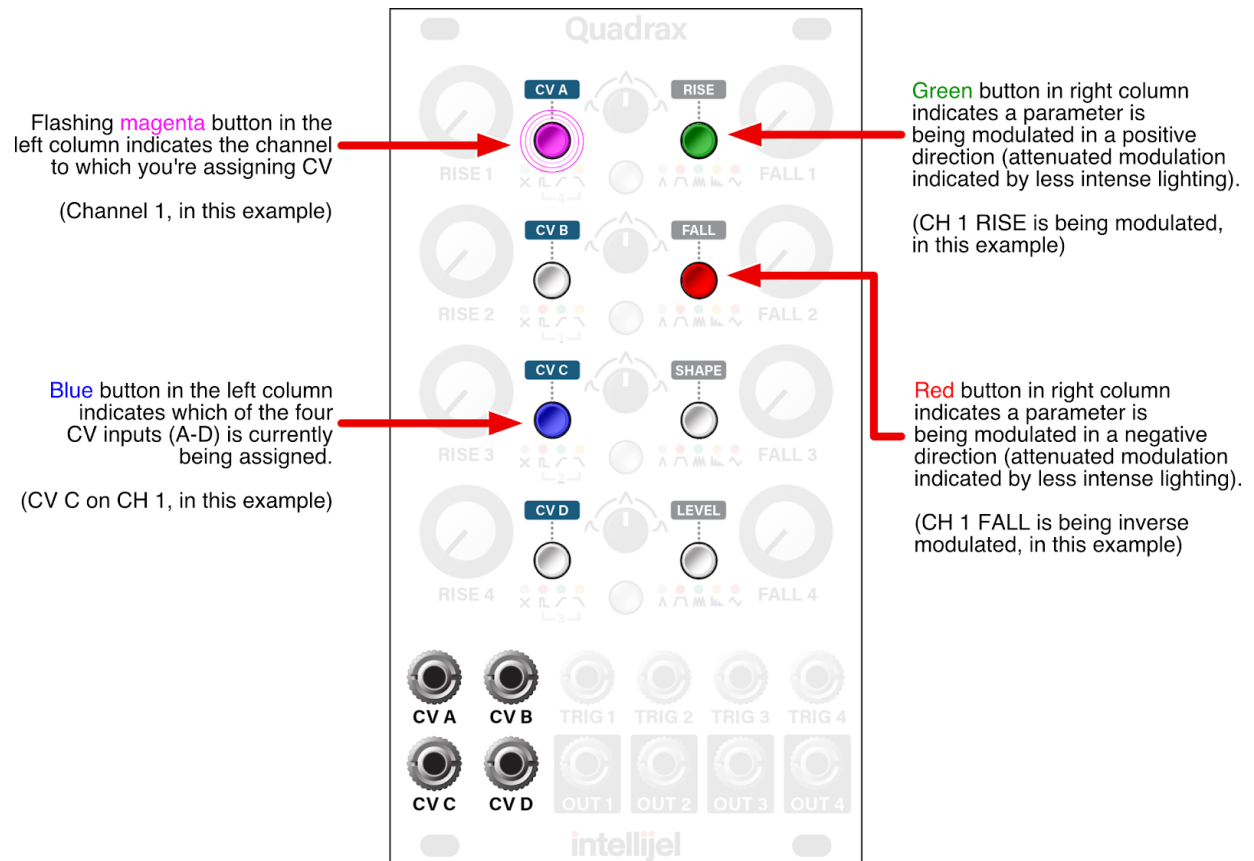 Quadrax
Flashing magenta button in the
left column indicates the channel
to which you're assigning CV
(Channel 1, in this example)
CV A
RISE
RISE 1
4
FALL 1
Green button in right column
indicates a parameter is
being modulated in a positive
direction (attenuated modulation
indicated by less intense lighting).
(CH 1 RISE is being modulated,
in this example)
CV B
FALL
RISE 2
1
FALL 2
Blue button in the left column
indicates which of the four
CV inputs (A-D) is currently
being assigned.
(CV C on CH 1, in this example)
CV C
SHAPE
RISE 3
2
FALL 3
Red button in right column
indicates a parameter is
being modulated in a negative
direction (attenuated modulation
indicated by less intense lighting).
(CH 1 FALL is being inverse
modulated, in this example)
CV D
LEVEL
RISE 4
3
FALL 4
CV A CV B TRIG 1 TRIG 2 TRIG 3 TRIG 4
CV C CV D OUT 1 OUT 2 OUT 3 OUT 4
intellijel